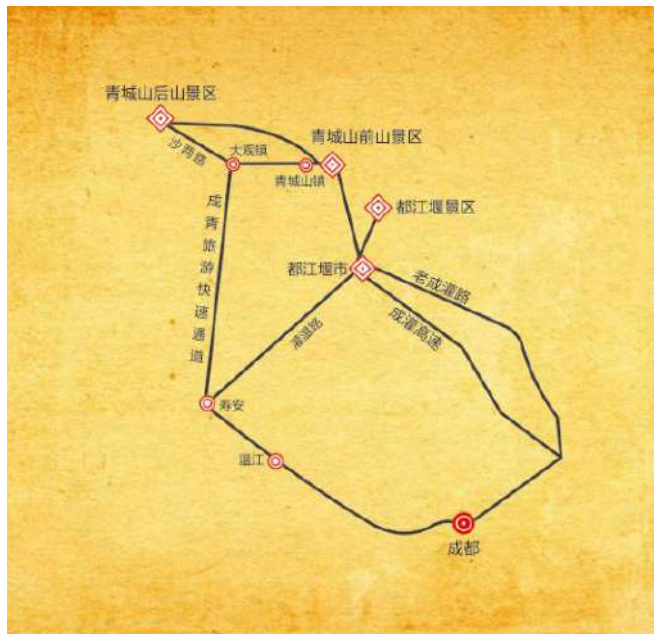 青城山后山景区
青城山前山景区
大观镇
沙两路
青城山镇
都江堰景区
成青旅游快速通道
都江堰市
老成灌路
成灌高速
灌温路
寿安
温江
成都